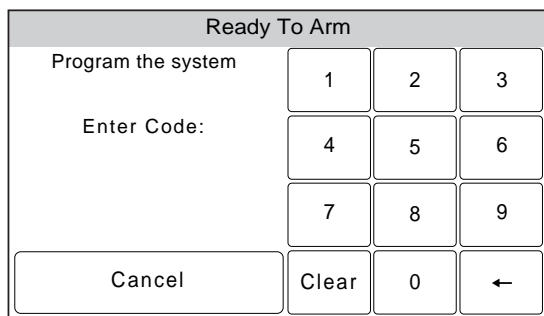 Ready To Arm
Program the system
Enter Code:
1 2 3
4 5 6
7 8 9
Cancel Clear 0 ←